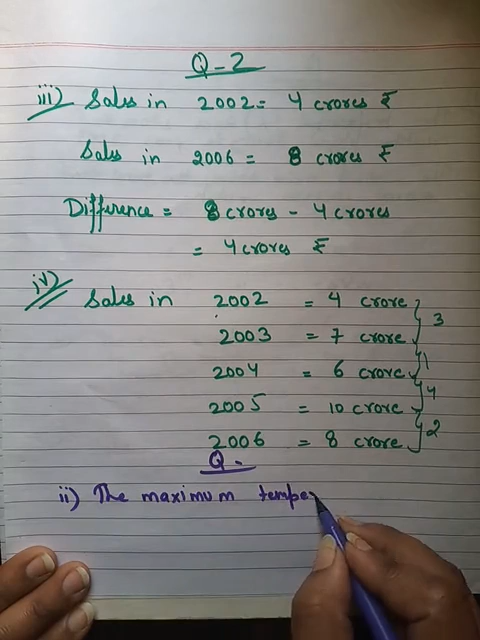 Q-2
iii) Sales in 2002 = 4 crores ₹
Sales in 2006 = 8 crores ₹
Difference = 8 crores - 4 crores
= 4 crores ₹
iv) Sales in 2002 = 4 crore
3
2003 = 7 crore
1
2004 = 6 crore
4
2005 = 10 crore
2
2006 = 8 crore
Q.
ii) The maximum tempe